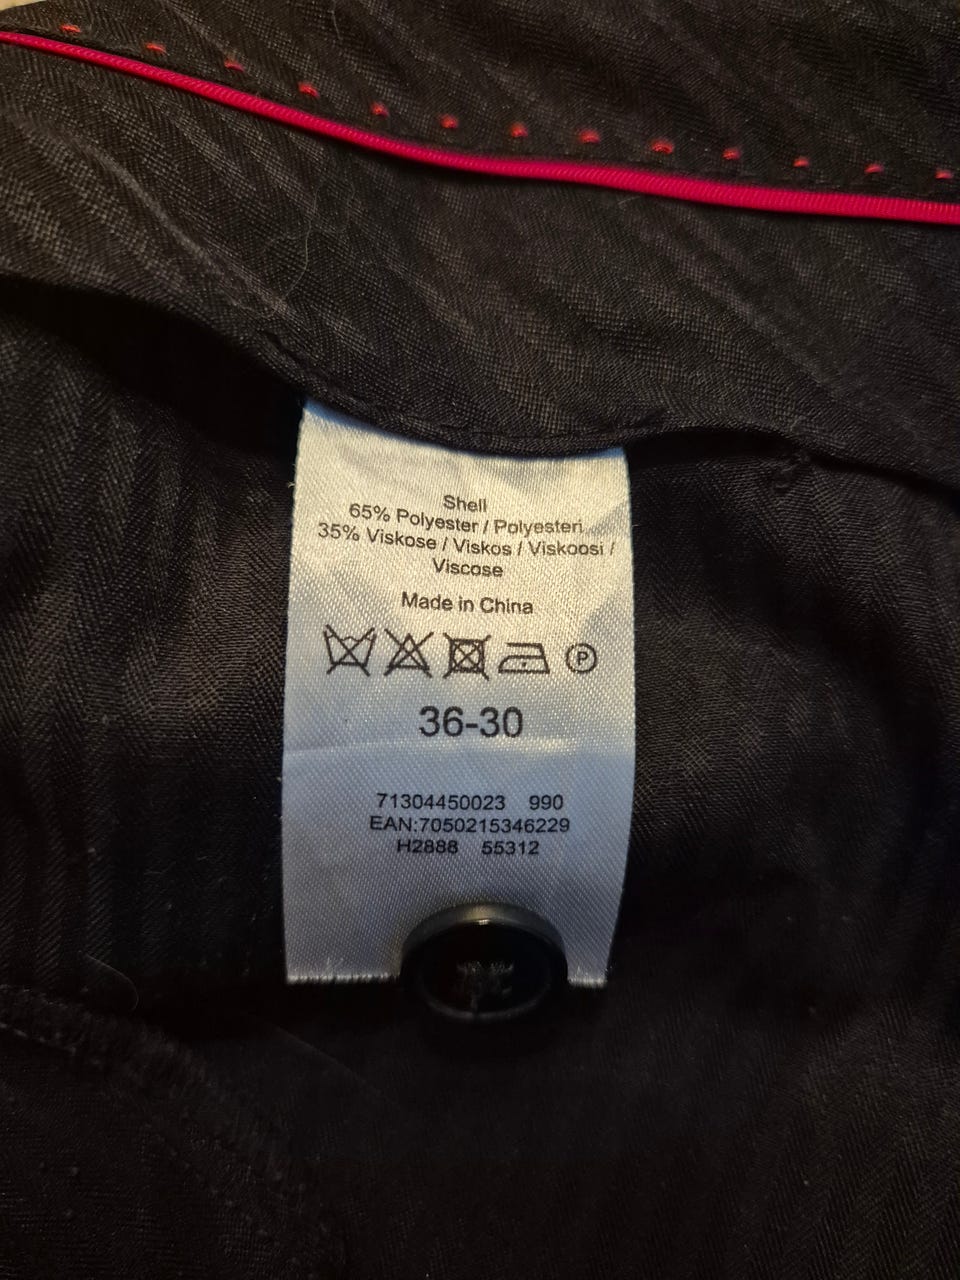 Shell
65% Polyester / Polyesteri
35% Viskose / Viskos / Viskoosi /
Viscose
Made in China
P
36-30
71304450023 990
EAN:7050215346229
H2888 55312